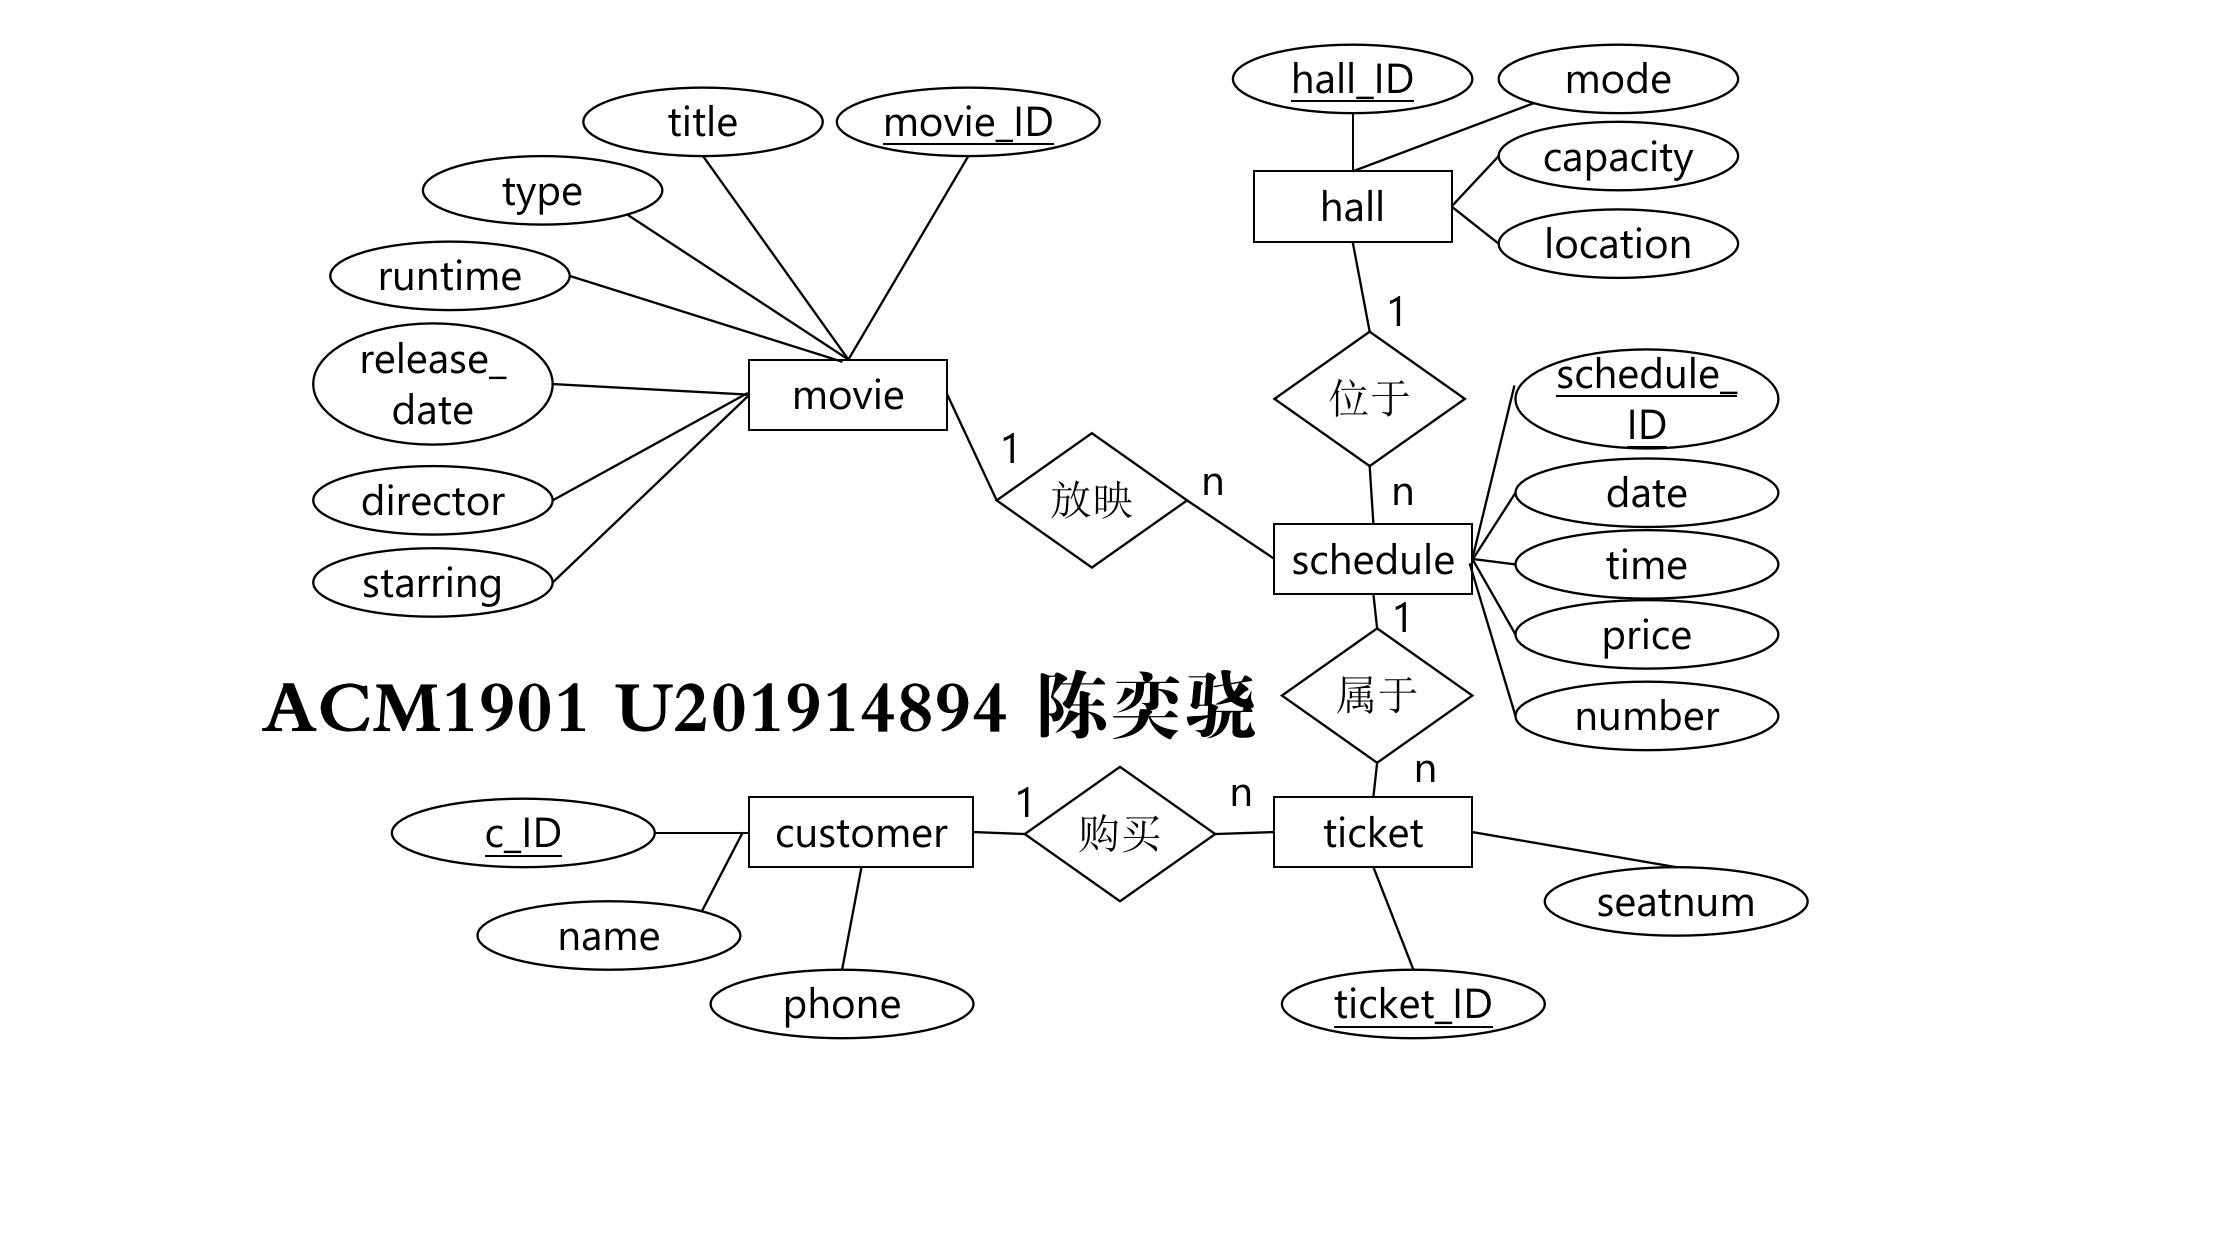 hall_ID
mode
title
movie_ID
capacity
type
hall
location
runtime
1
release_
date
movie
位于
schedule_
ID
1
放映
n
n
date
director
schedule
time
starring
1
price
ACM1901 U201914894 陈奕骁
属于
number
n
c_ID
customer
1
购买
n
ticket
name
seatnum
phone
ticket_ID